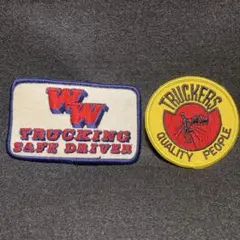 WW
TRUCKING
SAFE DRIVER
TRUCKERS
QUALITY PEOPLE